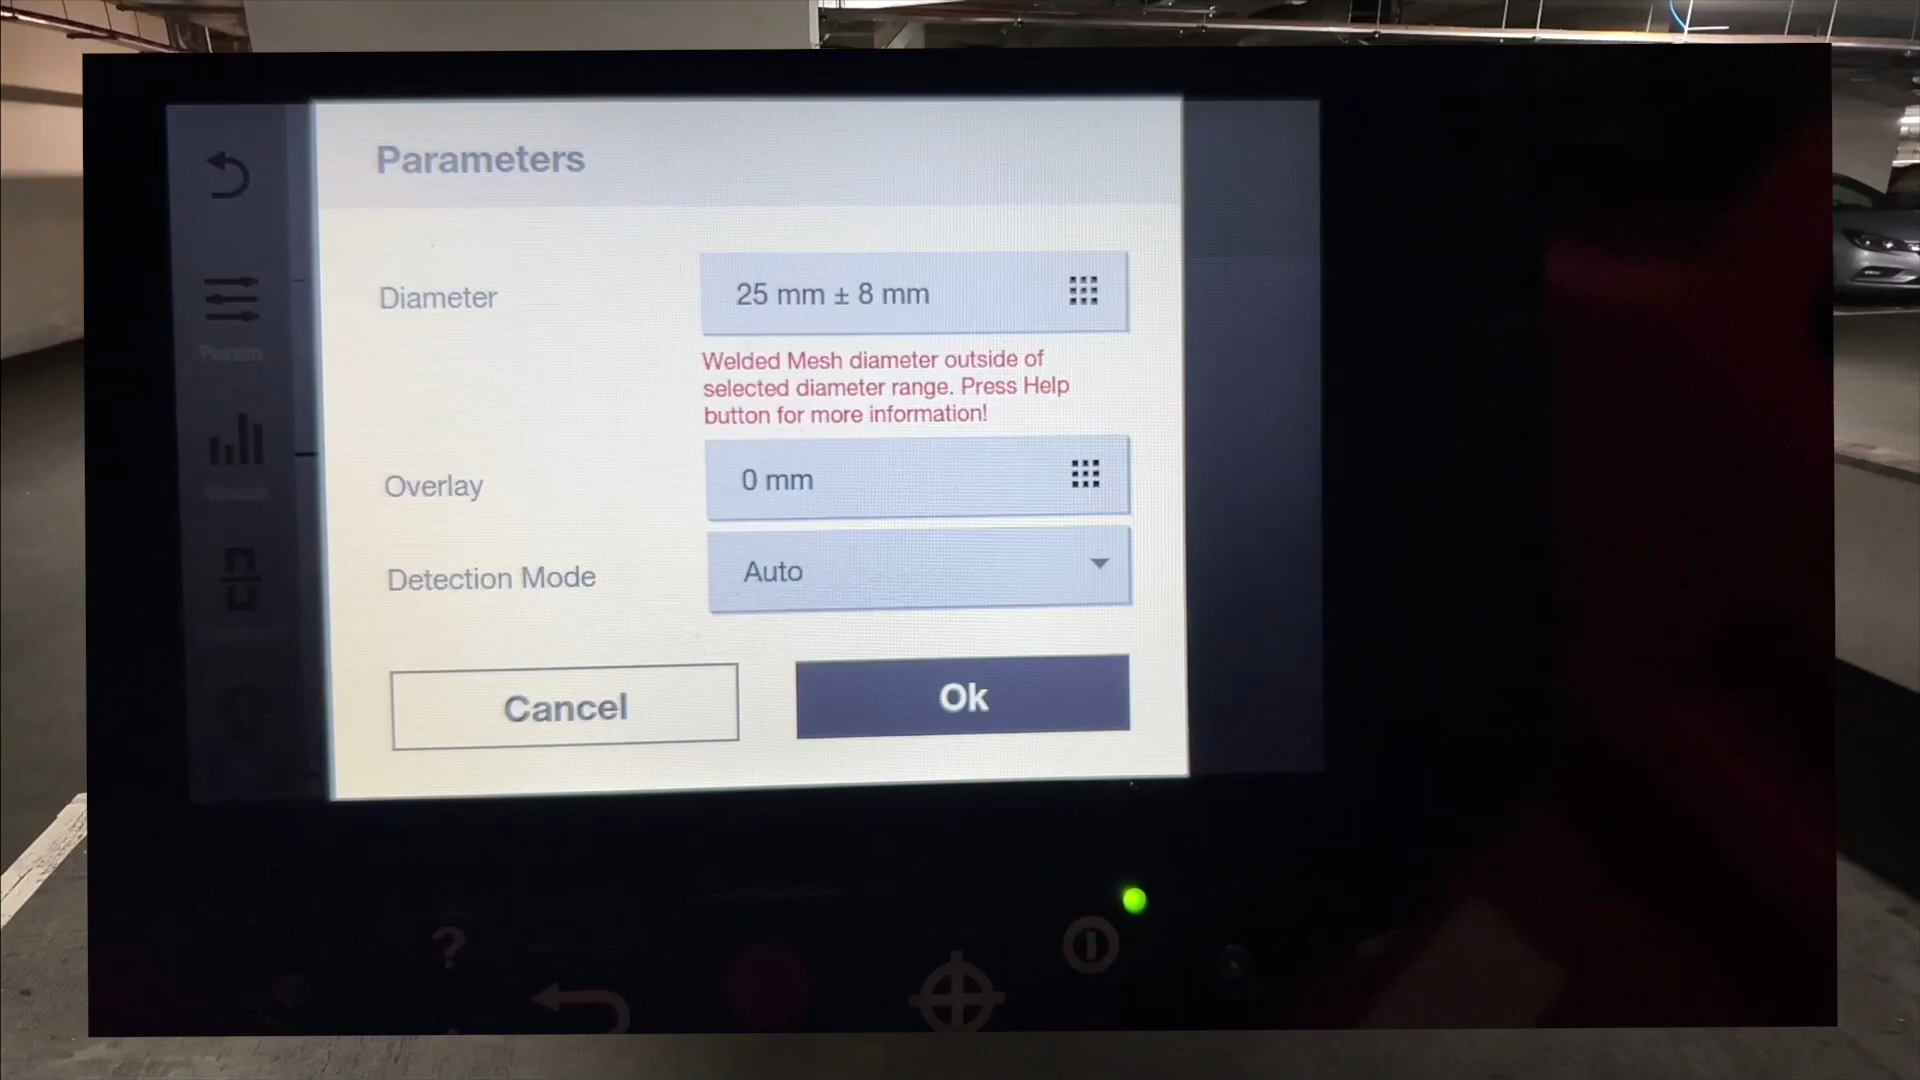 Parameters
Diameter
25 mm ± 8 mm
Welded Mesh diameter outside of
selected diameter range. Press Help
button for more information!
Overlay
0 mm
Detection Mode
Auto
Cancel
Ok
Param.
?